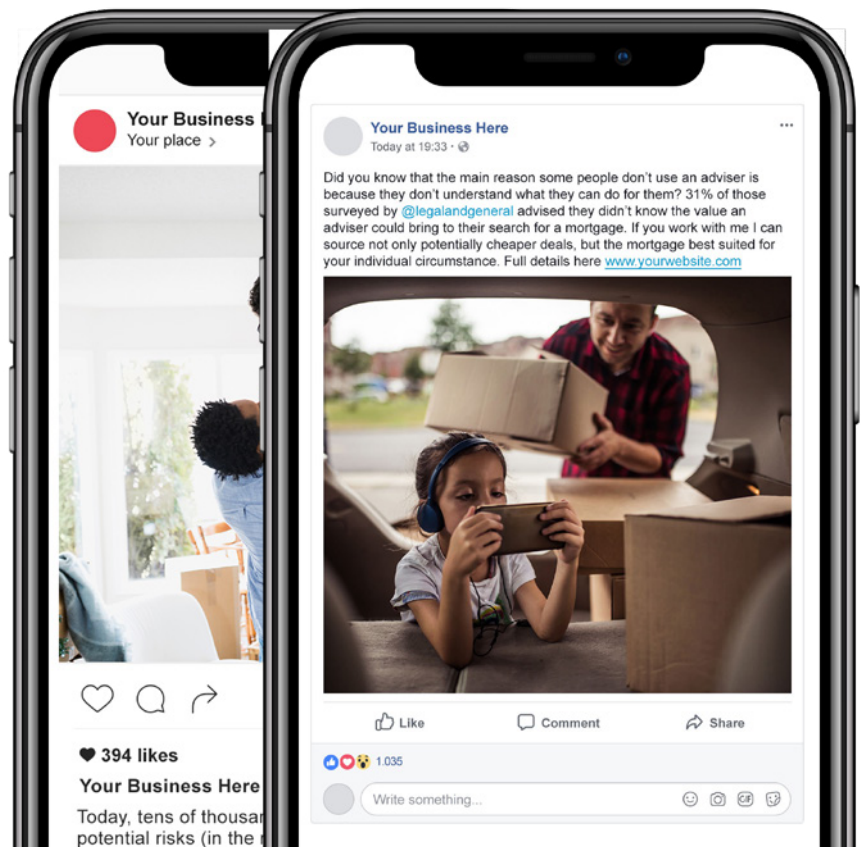 Your Business
Your place >
394 likes
Your Business Here
Today, tens of
potential risks (in the
Your Business Here
Today at 19:33 ·
Did you know that the main reason some people don't use an adviser is
because they don't understand what they can do for them? 31% of those
surveyed by @legalandgeneral advised they didn't know the value an
adviser could bring to their search for a mortgage. If you work with me I can
source not only potentially cheaper deals, but the mortgage best suited for
your individual circumstance. Full details here www.yourwebsite.com
Like Comment Share
1.035
Write something...
GIF